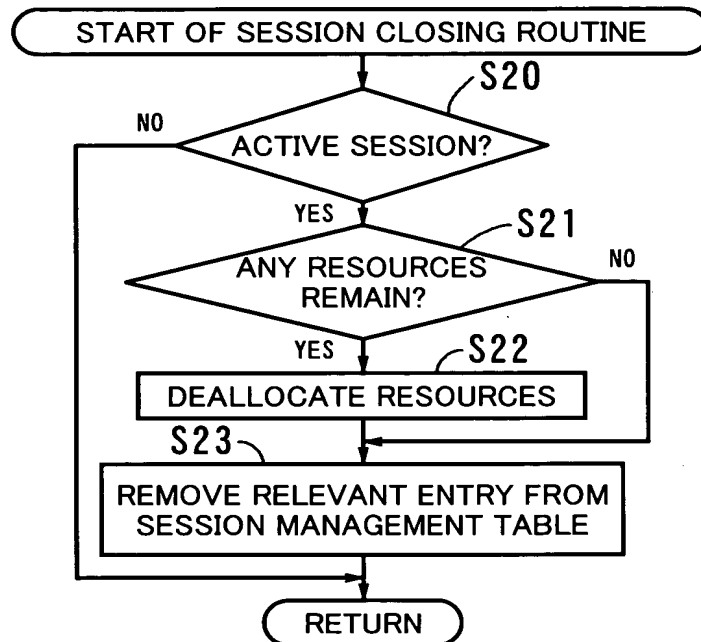 START OF SESSION CLOSING ROUTINE
S20
NO
ACTIVE SESSION?
YES
S21
ANY RESOURCES
REMAIN?
NO
YES
S22
DEALLOCATE RESOURCES
S23
REMOVE RELEVANT ENTRY FROM
SESSION MANAGEMENT TABLE
RETURN